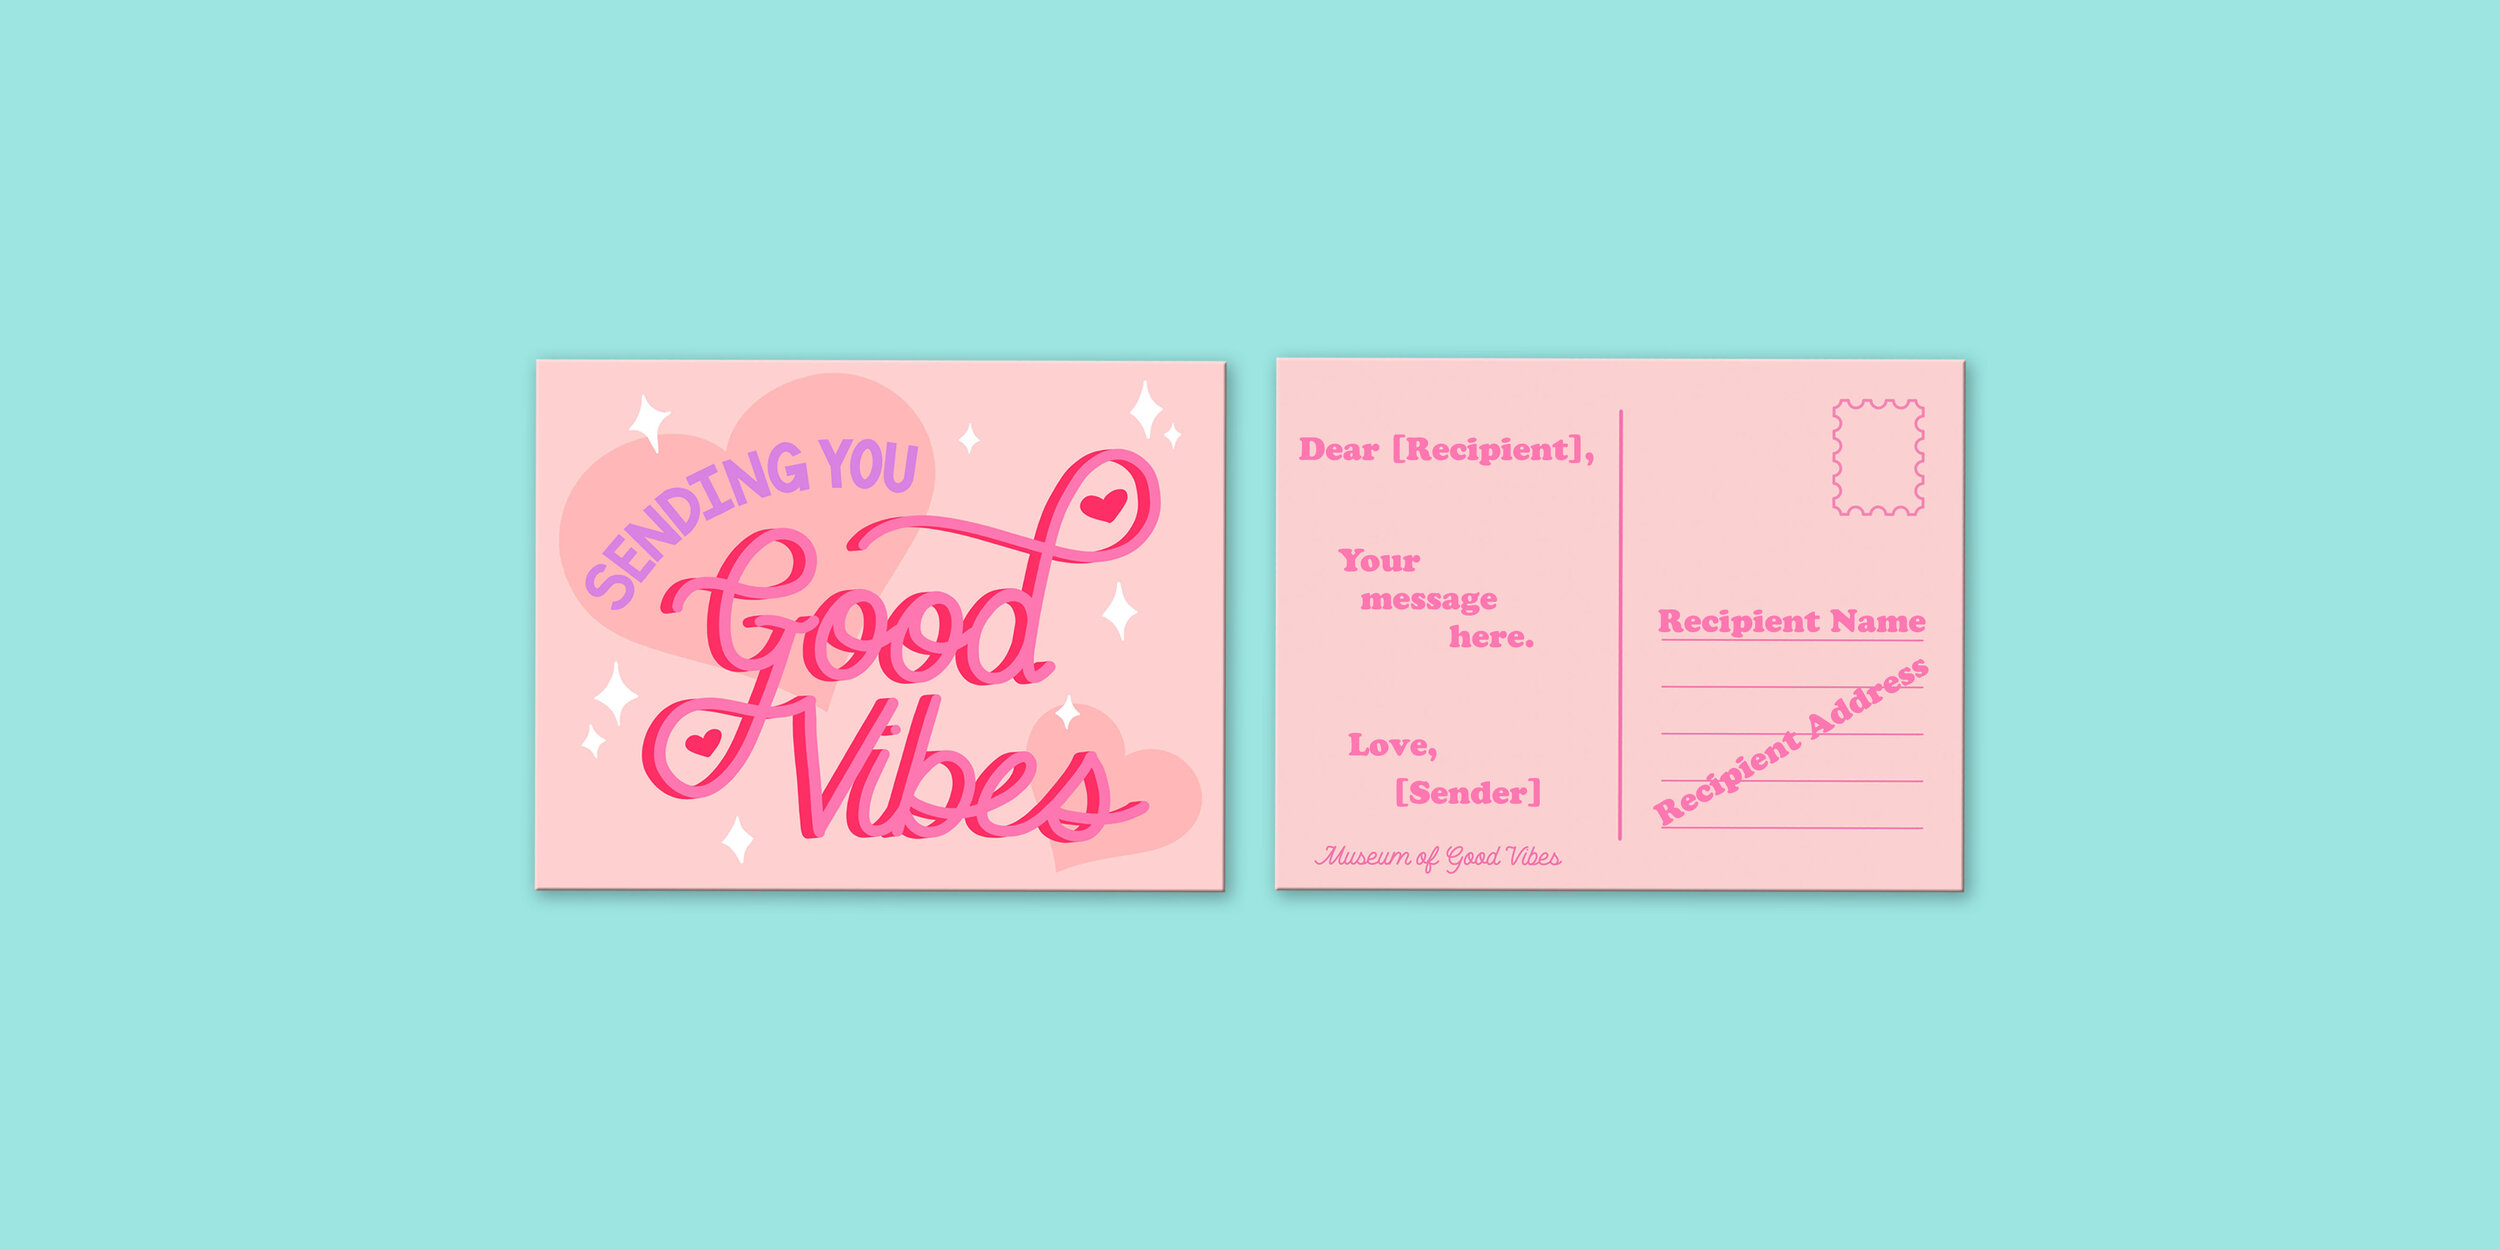 SENDING YOU
Good
Vibes
Dear [Recipient],
Your
message
here.
Love,
[Sender]
Museum of Good Vibes
Recipient Name
Recipient Address